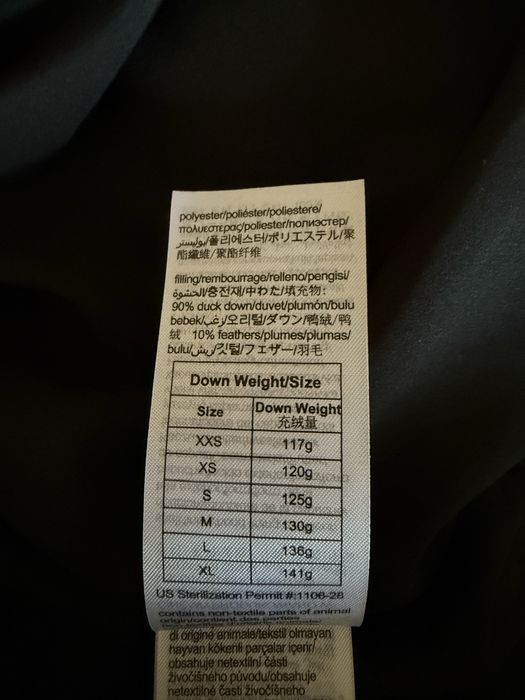 polyester/poliéster/poliestere/
πολυεστερας/poliester/полиэстер/
بوليستر/폴리에스터/ポリエステル/聚
酯纖維/聚酯纤维
filling/rembourrage/relleno/pengisi/
الحشوة/충전재/中わた/填充物:
90% duck down/duvet/plumón/bulu
bebek/زغب/오리털/ダウン/鴨絨/鸭
绒 10% feathers/plumes/plumas/
bulu/ريش/깃털/フェザー/羽毛
Down Weight/Size
Size Down Weight
充绒量
XXS 117g
XS 120g
S 125g
M 130g
L 136g
XL 141g
US Sterilization Permit #:1106-28
contains non-textile parts of animal
origin/contient des parties
di origine animale/tekstil olmayan
hayvan kökenli parçalar içerir/
obsahuje netextilní části
živočišného původu/obsahuje
netextilné časti živočíšneho